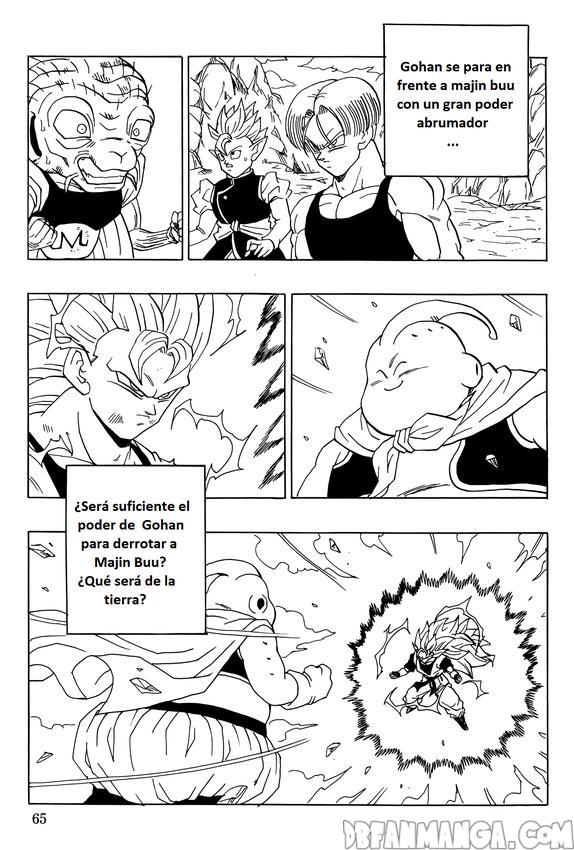 Gohan se para en
frente a majin buu
con un gran poder
abrumador
...
M
¿Será suficiente el
poder de Gohan
para derrotar a
Majin Buu?
¿Qué será de la
tierra?
65
DBFANMANGA.COM